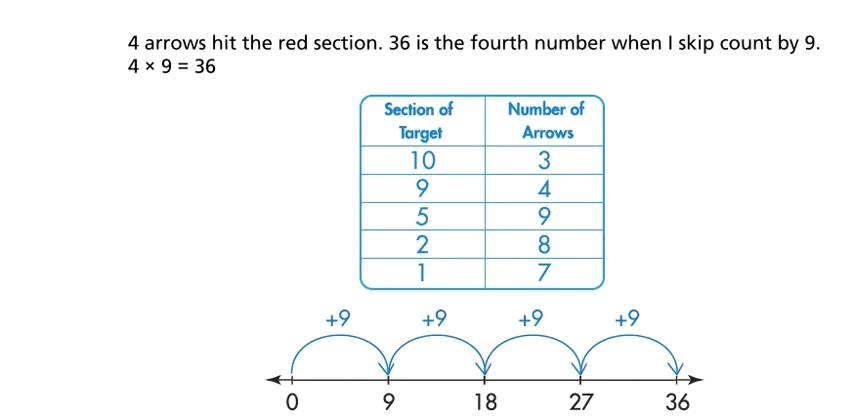 4 arrows hit the red section. 36 is the fourth number when I skip count by 9.
4 × 9 = 36
Section of Target Number of Arrows
10 3
9 4
5 9
2 8
1 7
+9 +9 +9 +9
0 9 18 27 36